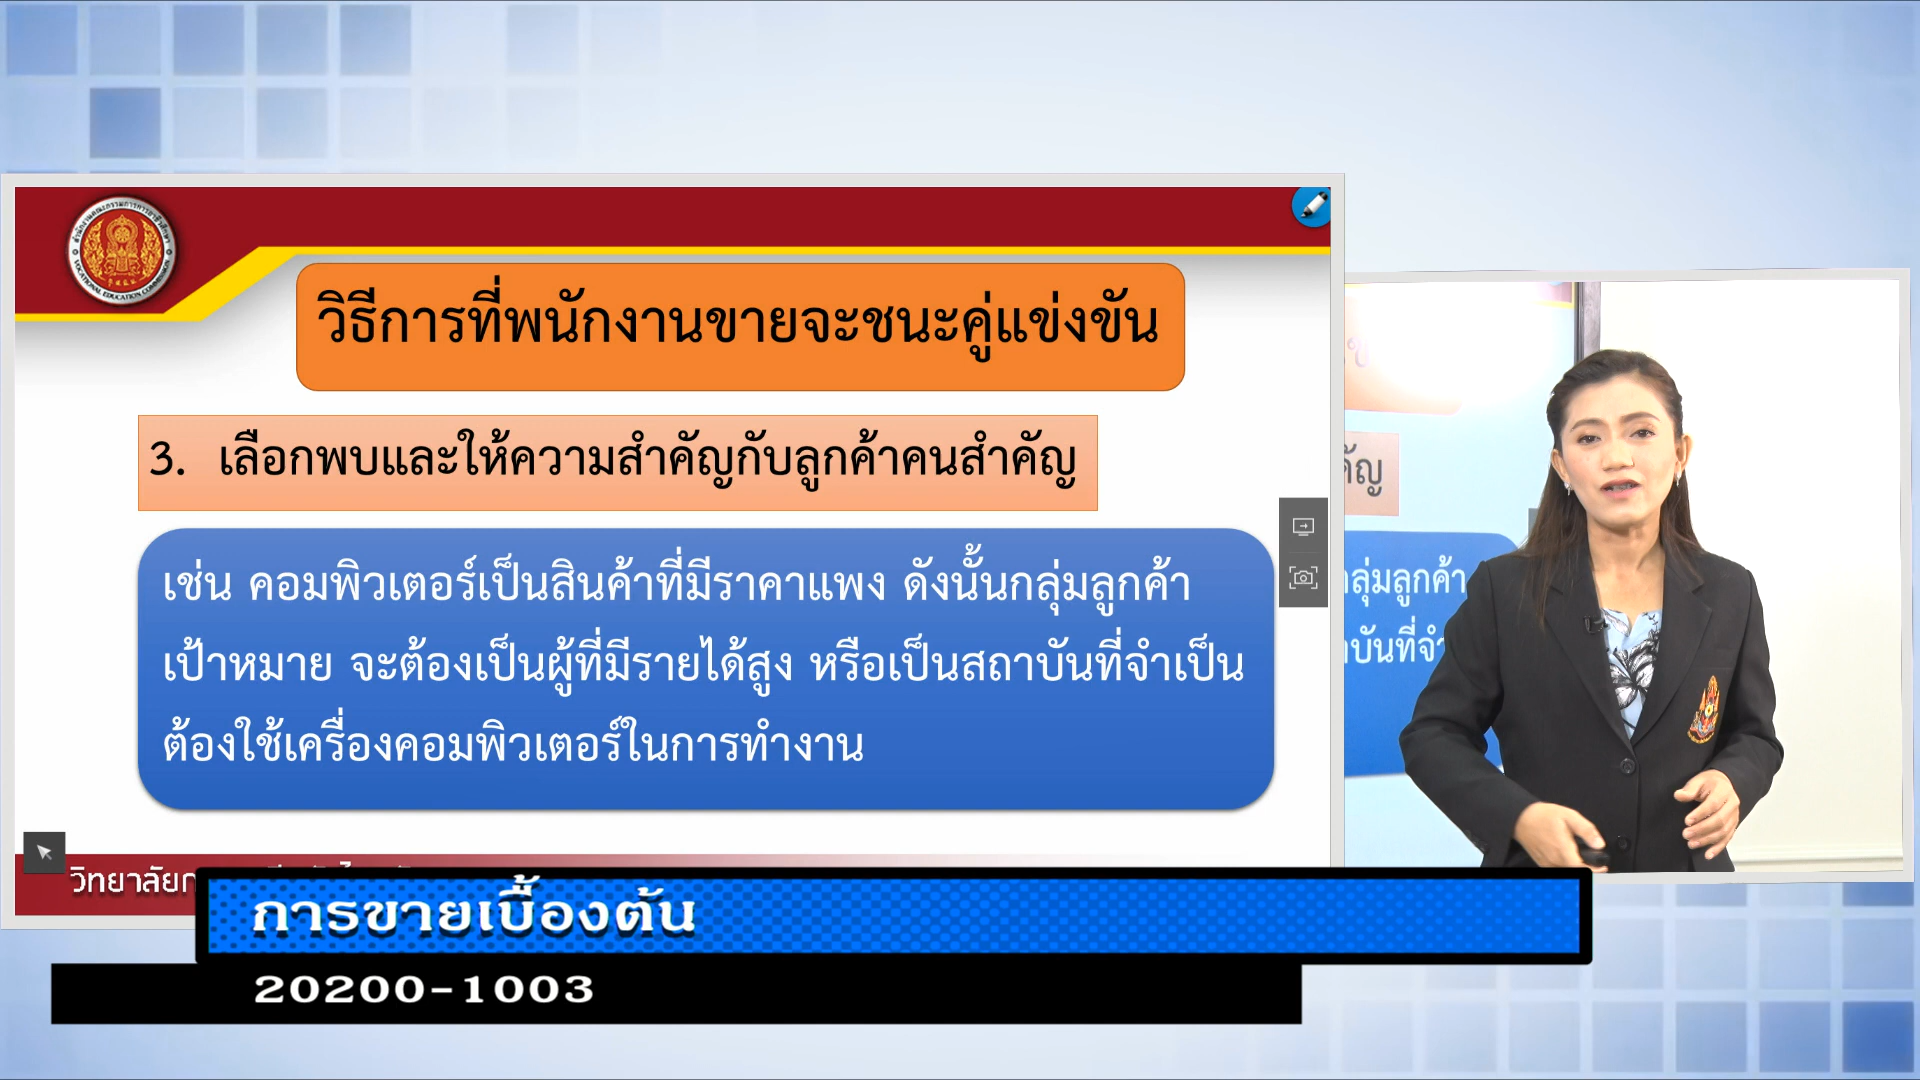 วิธีการที่พนักงานขายจะชนะคู่แข่งขัน
3. เลือกพบและให้ความสำคัญกับลูกค้าคนสำคัญ
เช่น คอมพิวเตอร์เป็นสินค้าที่มีราคาแพง ดังนั้นกลุ่มลูกค้า
เป้าหมาย จะต้องเป็นผู้ที่มีรายได้สูง หรือเป็นสถาบันที่จำเป็น
ต้องใช้เครื่องคอมพิวเตอร์ในการทำงาน
ลุ่มลูกค้า
วิทยาลัย
การขายเบื้องต้น
20200-1003